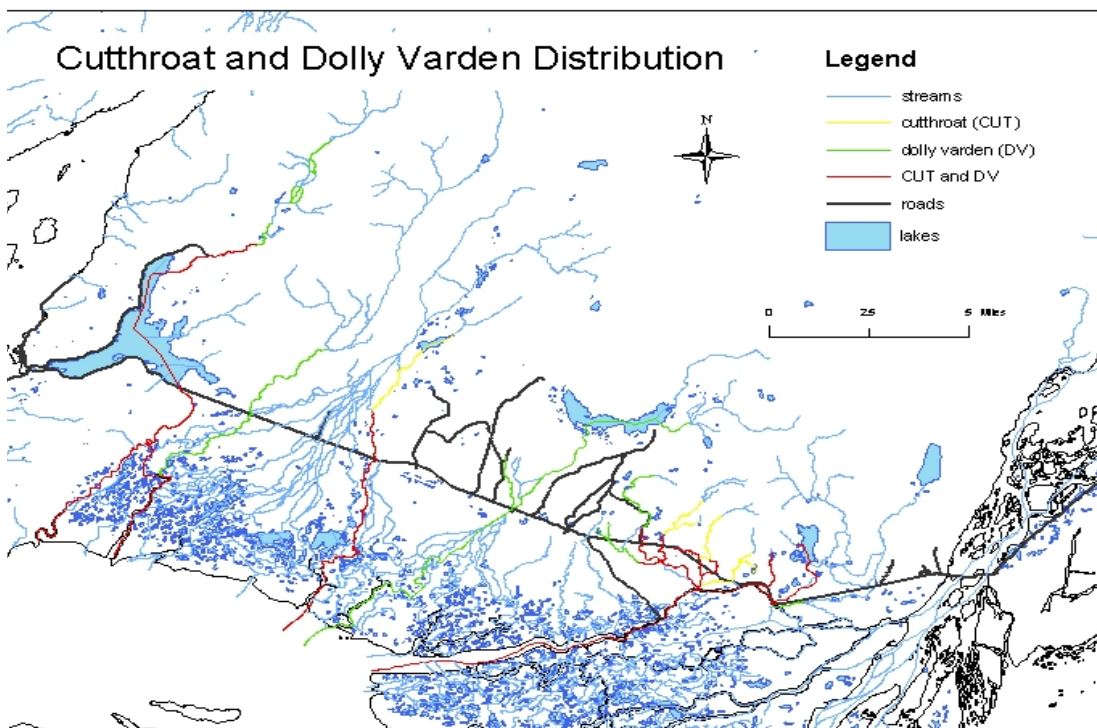 Cutthroat and Dolly Varden Distribution
Legend
streams
cutthroat (CUT)
dolly varden (DV)
CUT and DV
roads
lakes
N
0 2.5 5 Miles